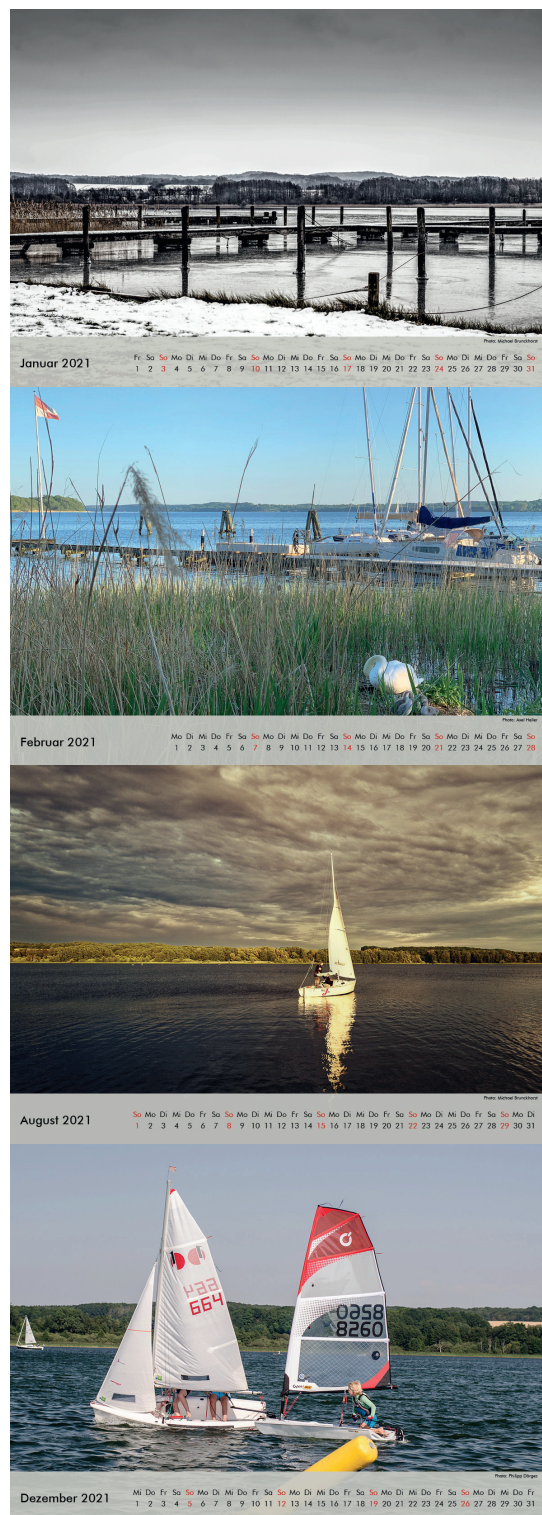 Photo: Michael Brunckhorst
Januar 2021
Fr Sa So Mo Di Mi Do Fr Sa So Mo Di Mi Do Fr Sa So Mo Di Mi Do Fr Sa So Mo Di Mi Do Fr Sa So
1 2 3 4 5 6 7 8 9 10 11 12 13 14 15 16 17 18 19 20 21 22 23 24 25 26 27 28 29 30 31
Photo: Axel Heller
Februar 2021
Mo Di Mi Do Fr Sa So Mo Di Mi Do Fr Sa So Mo Di Mi Do Fr Sa So Mo Di Mi Do Fr Sa So
1 2 3 4 5 6 7 8 9 10 11 12 13 14 15 16 17 18 19 20 21 22 23 24 25 26 27 28
Photo: Michael Brunckhorst
August 2021
So Mo Di Mi Do Fr Sa So Mo Di Mi Do Fr Sa So Mo Di Mi Do Fr Sa So Mo Di Mi Do Fr Sa So Mo Di
1 2 3 4 5 6 7 8 9 10 11 12 13 14 15 16 17 18 19 20 21 22 23 24 25 26 27 28 29 30 31
664
8260
Photo: Philipp Dörges
Dezember 2021
Mi Do Fr Sa So Mo Di Mi Do Fr Sa So Mo Di Mi Do Fr Sa So Mo Di Mi Do Fr Sa So Mo Di Mi Do Fr
1 2 3 4 5 6 7 8 9 10 11 12 13 14 15 16 17 18 19 20 21 22 23 24 25 26 27 28 29 30 31